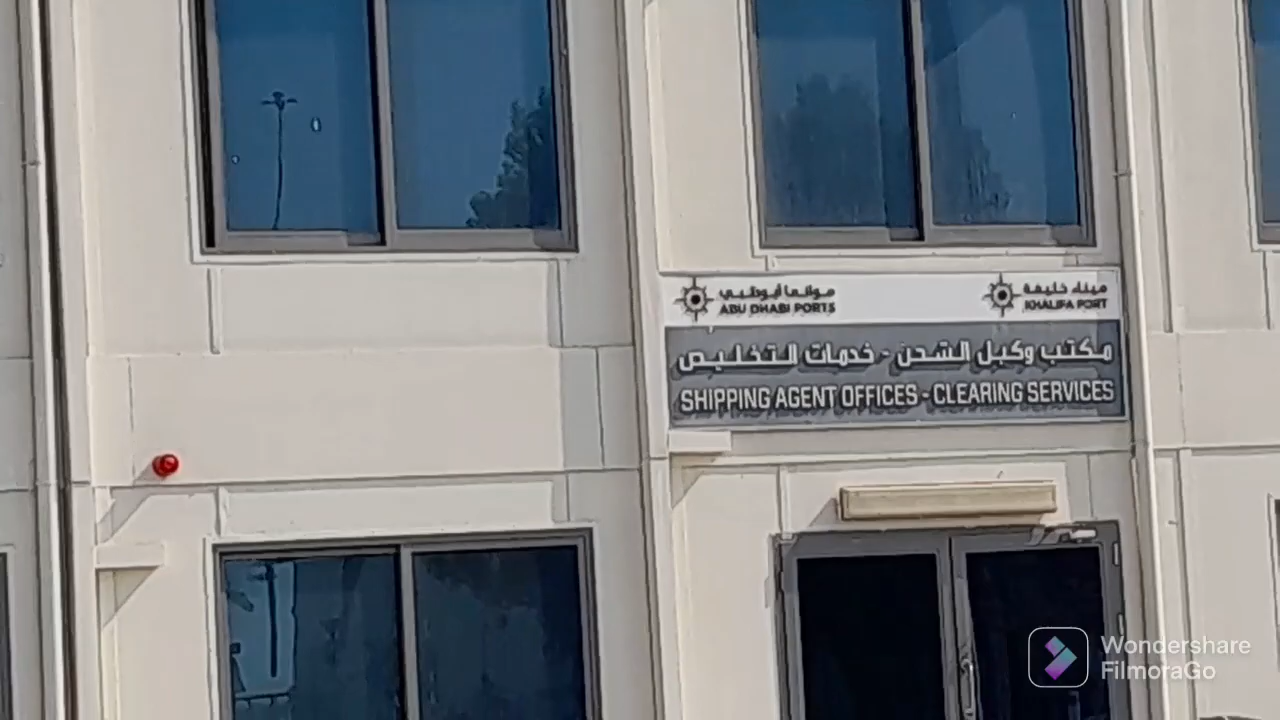 موانئ أبوظبي
ABU DHABI PORTS
ميناء خليفة
KHALIFA PORT
مكتب وكيل الشحن - خدمات التخليص
SHIPPING AGENT OFFICES - CLEARING SERVICES
Wondershare
FilmoraGo